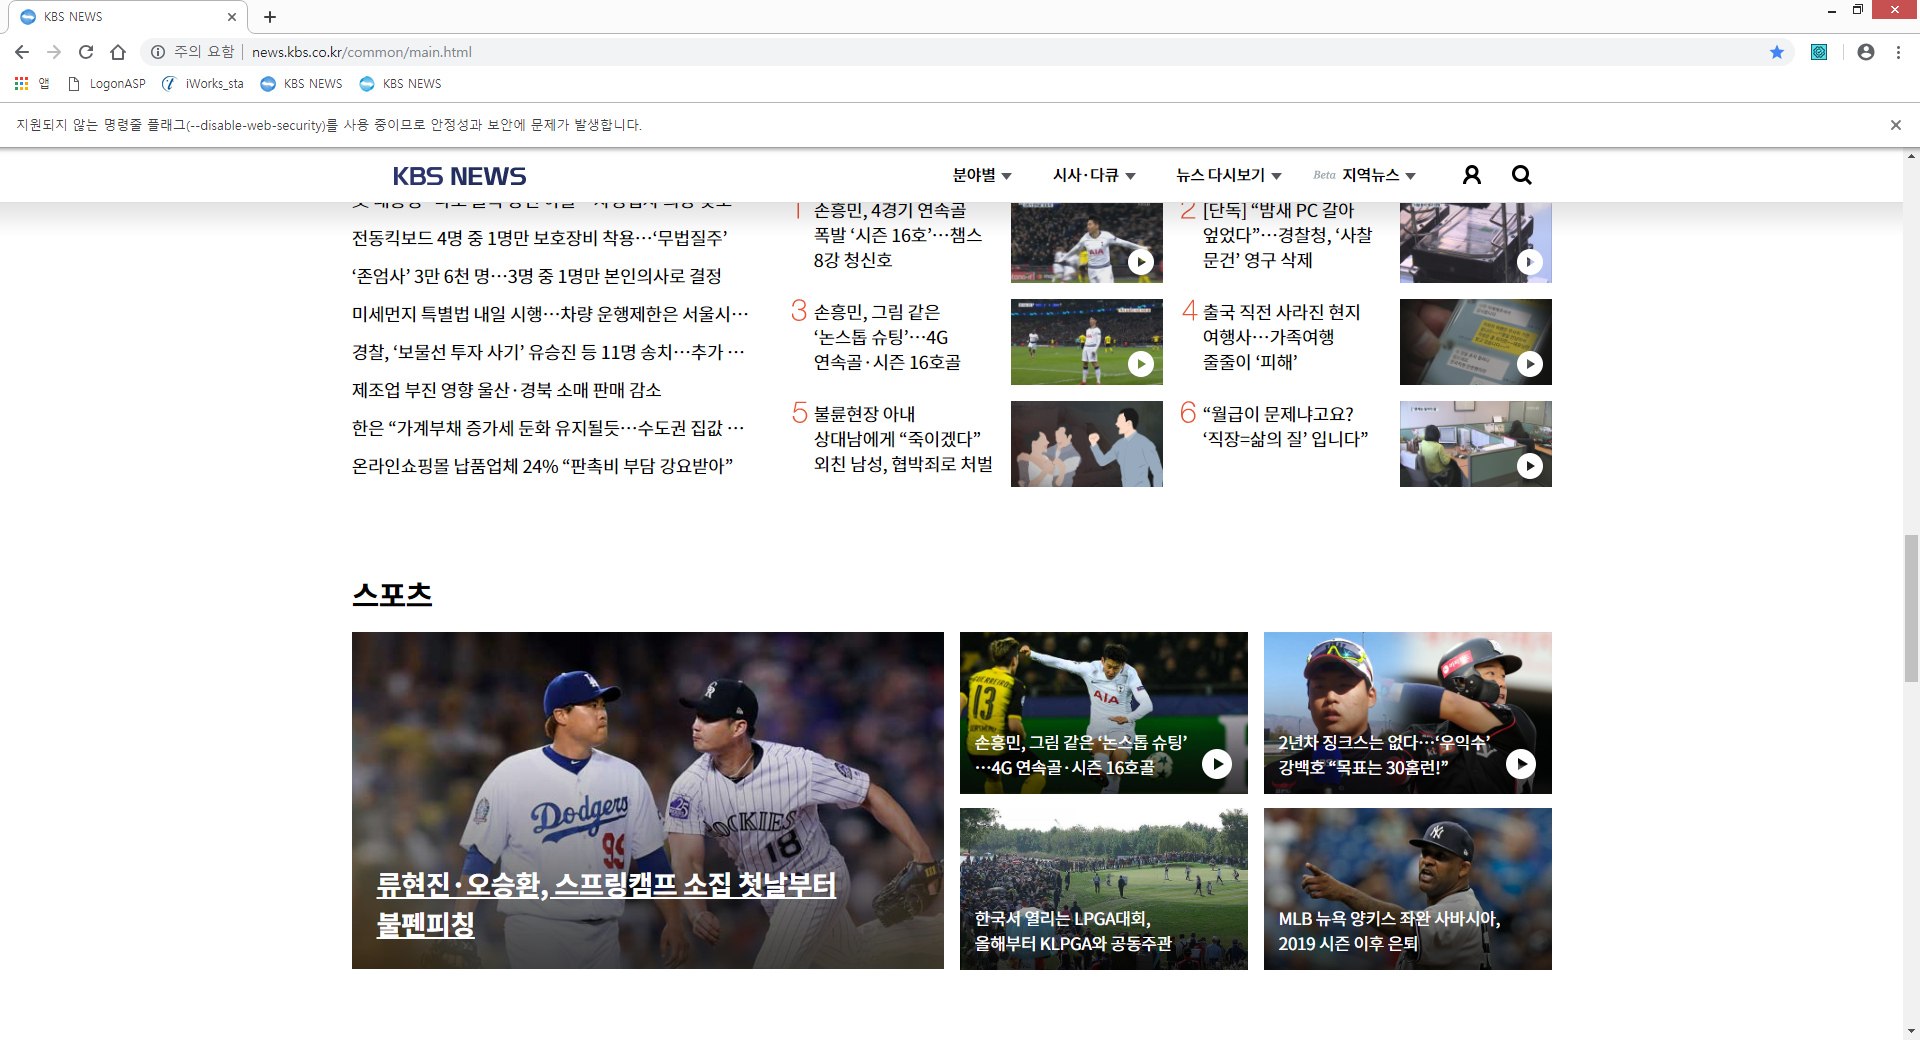 KBS NEWS
주의 요함
news.kbs.co.kr/common/main.html
앱
LogonASP
iWorks_sta
KBS NEWS
KBS NEWS
지원되지 않는 명령줄 플래그(--disable-web-security)를 사용 중이므로 안정성과 보안에 문제가 발생합니다.
KBS NEWS
분야별
시사·다큐
뉴스 다시보기
Beta 지역뉴스
전동킥보드 4명 중 1명만 보호장비 착용…‘무법질주’
‘존엄사’ 3만 6천 명…3명 중 1명만 본인의사로 결정
미세먼지 특별법 내일 시행…차량 운행제한은 서울시…
경찰, ‘보물선 투자 사기’ 유승진 등 11명 송치…추가 …
제조업 부진 영향 울산·경북 소매 판매 감소
한은 “가계부채 증가세 둔화 유지될듯…수도권 집값 …
온라인쇼핑몰 납품업체 24% “판촉비 부담 강요받아”
1 손흥민, 4경기 연속골
폭발 ‘시즌 16호’…챔스
8강 청신호
2 [단독] “밤새 PC 갈아
엎었다”…경찰청, ‘사찰
문건’ 영구 삭제
3 손흥민, 그림 같은
‘논스톱 슈팅’…4G
연속골·시즌 16호골
4 출국 직전 사라진 현지
여행사…가족여행
줄줄이 ‘피해’
5 불륜현장 아내
상대남에게 “죽이겠다”
외친 남성, 협박죄로 처벌
6 “월급이 문제냐고요?
‘직장=삶의 질’ 입니다”
스포츠
Dodgers
99
ROCKIES
18
류현진·오승환, 스프링캠프 소집 첫날부터
불펜피칭
GUERREIRO
13
AIA
손흥민, 그림 같은 ‘논스톱 슈팅’
…4G 연속골·시즌 16호골
2년차 징크스는 없다…‘우익수’
강백호 “목표는 30홈런!”
한국서 열리는 LPGA대회,
올해부터 KLPGA와 공동주관
MLB 뉴욕 양키스 좌완 사바시아,
2019 시즌 이후 은퇴